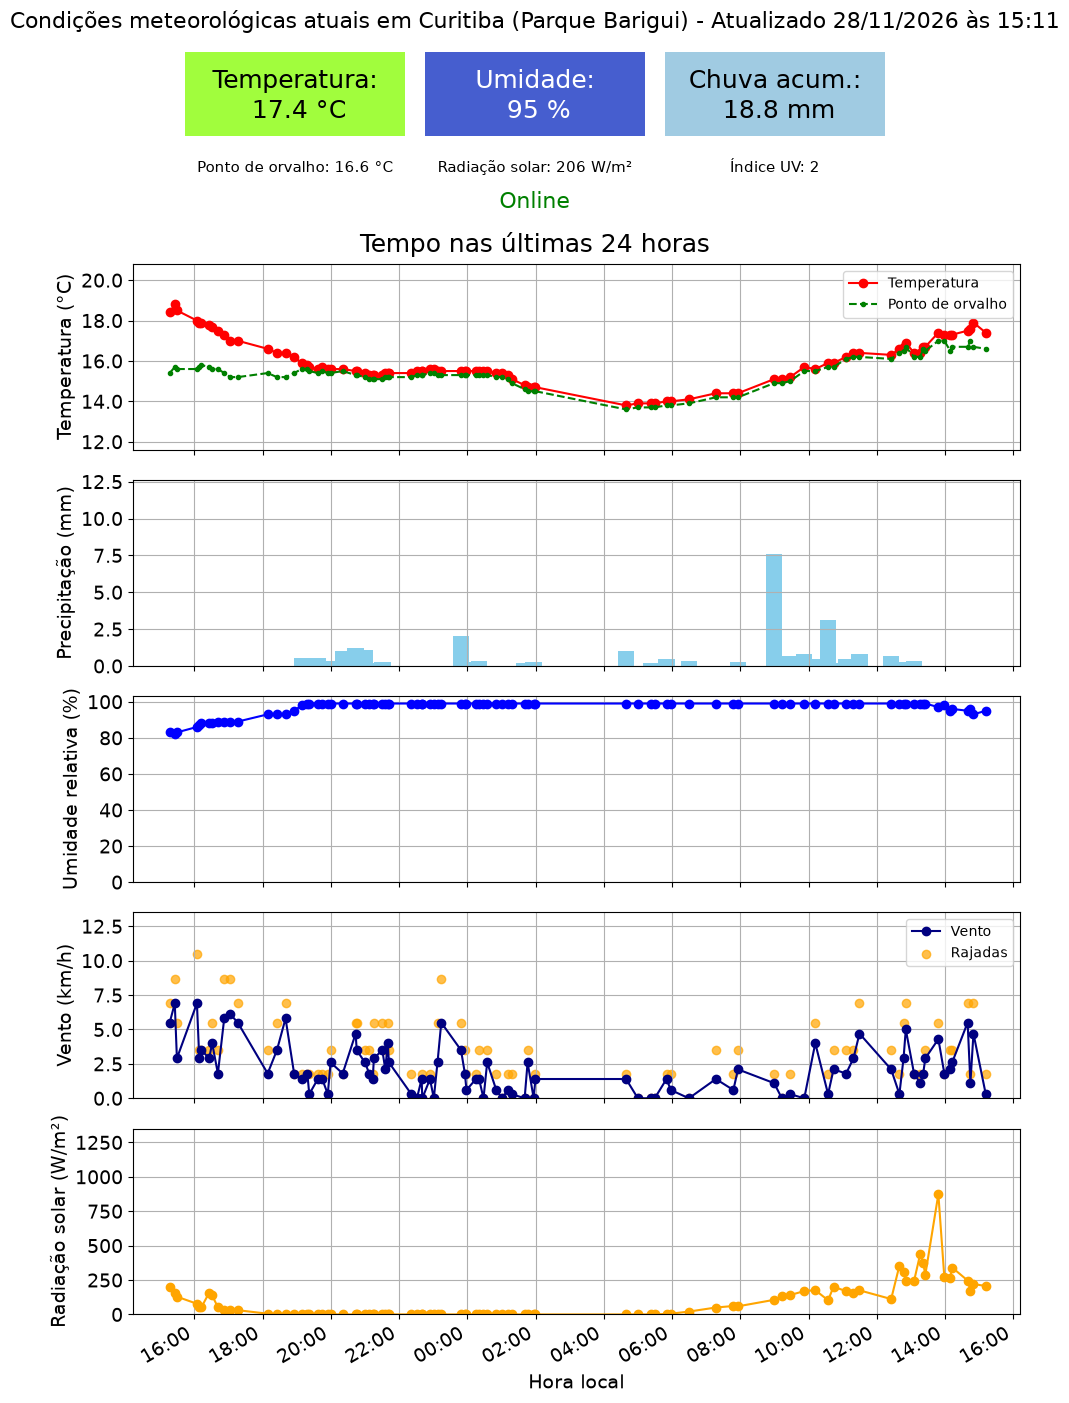 Condições meteorológicas atuais em Curitiba (Parque Barigui) - Atualizado 28/11/2026 às 15:11
Temperatura:
17.4 °C
Umidade:
95 %
Chuva acum.:
18.8 mm
Ponto de orvalho: 16.6 °C
Radiação solar: 206 W/m²
Índice UV: 2
Online
Tempo nas últimas 24 horas
Temperatura (°C)
20.0
18.0
16.0
14.0
12.0
Temperatura
Ponto de orvalho
Precipitação (mm)
12.5
10.0
7.5
5.0
2.5
0.0
Umidade relativa (%)
100
80
60
40
20
0
Vento (km/h)
12.5
10.0
7.5
5.0
2.5
0.0
Vento
Rajadas
Radiação solar (W/m²)
1250
1000
750
500
250
0
16:00
18:00
20:00
22:00
00:00
02:00
04:00
06:00
08:00
10:00
12:00
14:00
16:00
Hora local